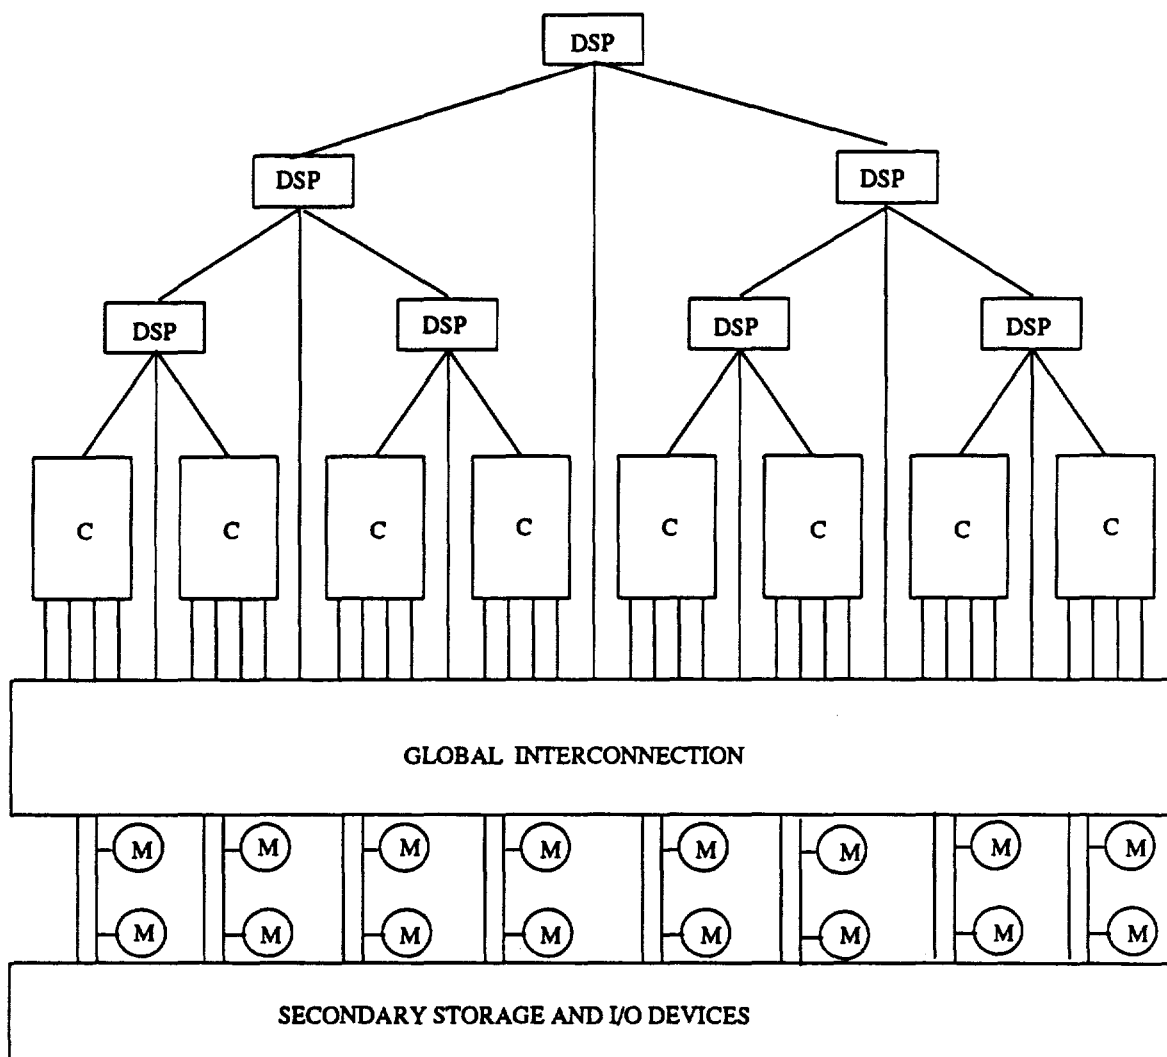 DSP
DSP DSP
DSP DSP DSP DSP
C C C C C C C C
GLOBAL INTERCONNECTION
M M M M M M M M
M M M M M M M M
SECONDARY STORAGE AND I/O DEVICES